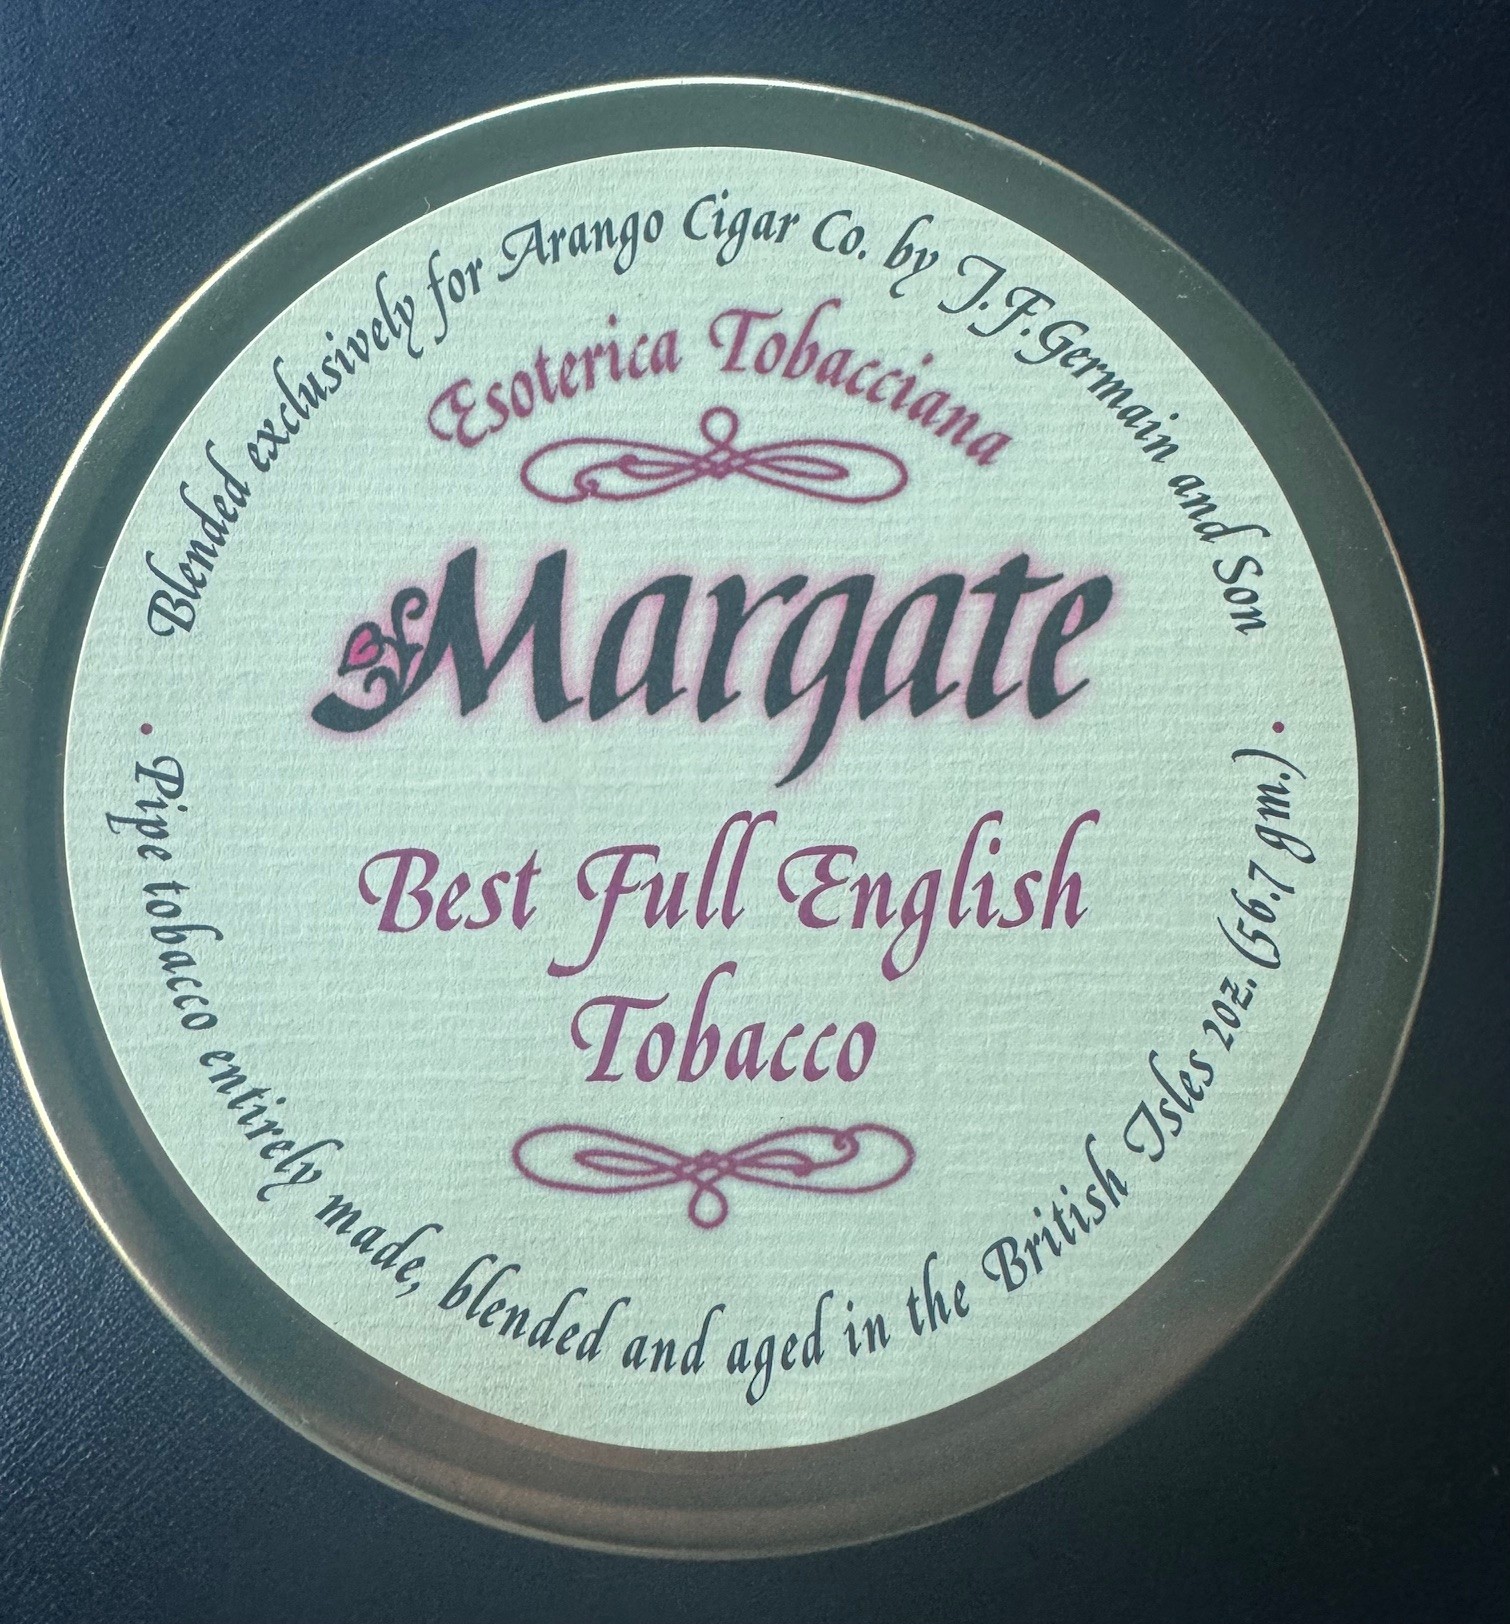 Blended exclusively for Arango Cigar Co. by J.F.Germain and Son
Esoterica Tobacciana
Margate
Best Full English
Tobacco
• Pipe tobacco entirely made, blended and aged in the British Isles 2oz. (56.7 gm.) •